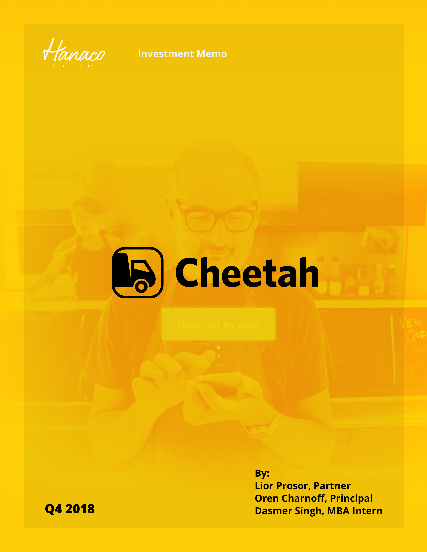 Hanaco
Investment Memo
Cheetah
Order on its way!
By:
Lior Prosor, Partner
Oren Charnoff, Principal
Dasmer Singh, MBA Intern
Q4 2018